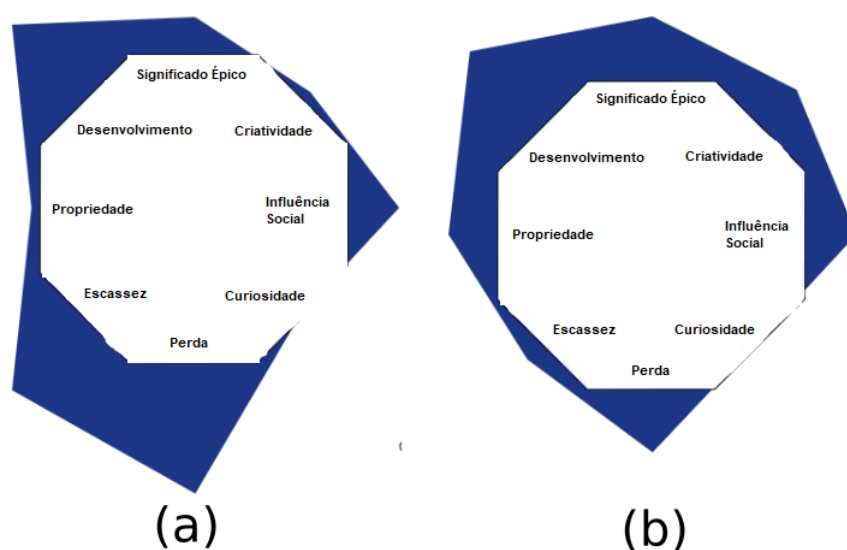 Significado Épico
Desenvolvimento
Criatividade
Propriedade
Influência
Social
Escassez
Curiosidade
Perda
(a)
Significado Épico
Desenvolvimento
Criatividade
Propriedade
Influência
Social
Escassez
Curiosidade
Perda
(b)